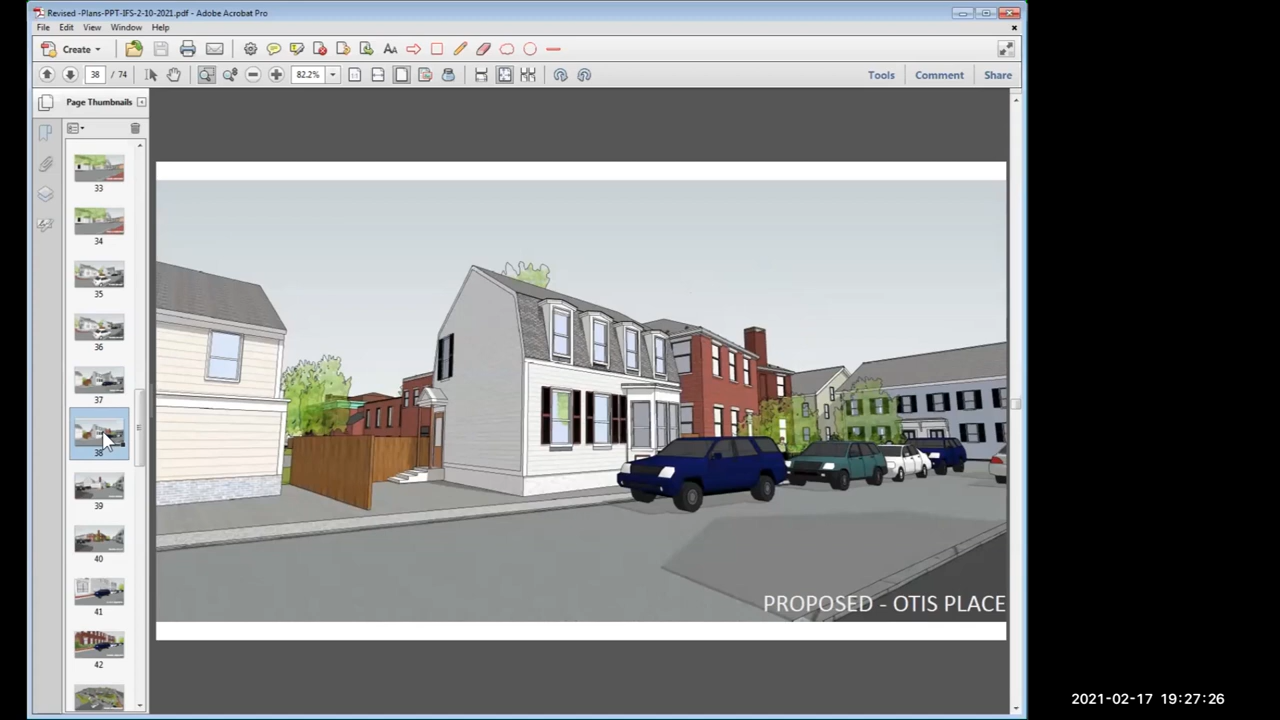 Revised -Plans-PPT-IFS-2-10-2021.pdf - Adobe Acrobat Pro
File Edit View Window Help
Create
38 / 74 82.2% Tools Comment Share
Page Thumbnails
33
34
35
36
37
38
39
40
41
42
PROPOSED - OTIS PLACE
2021-02-17 19:27:26